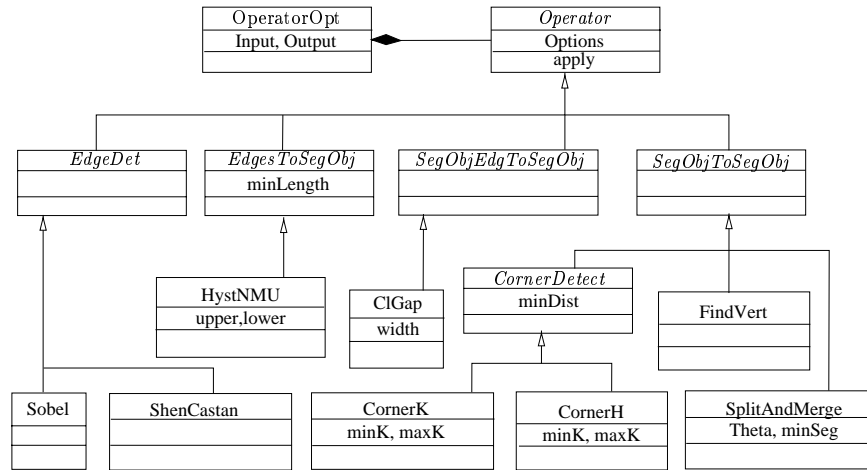 OperatorOpt
Input, Output
Operator
Options
apply
EdgeDet
EdgesToSegObj
minLength
SegObjEdgToSegObj
SegObjToSegObj
HystNMU
upper,lower
ClGap
width
CornerDetect
minDist
FindVert
Sobel
ShenCastan
CornerK
minK, maxK
CornerH
minK, maxK
SplitAndMerge
Theta, minSeg